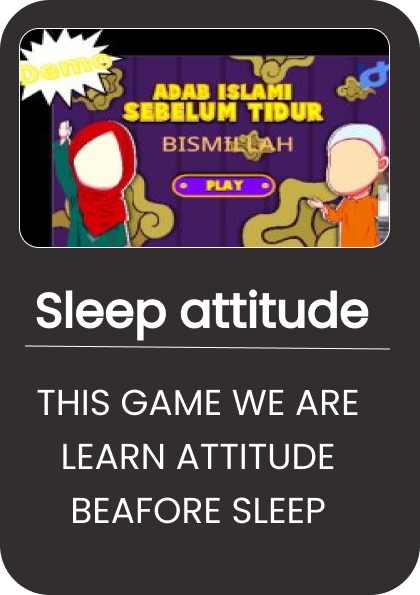 Demo
ADAB ISLAMI
SEBELUM TIDUR
BISMILLAH
PLAY
Sleep attitude
THIS GAME WE ARE
LEARN ATTITUDE
BEAFORE SLEEP